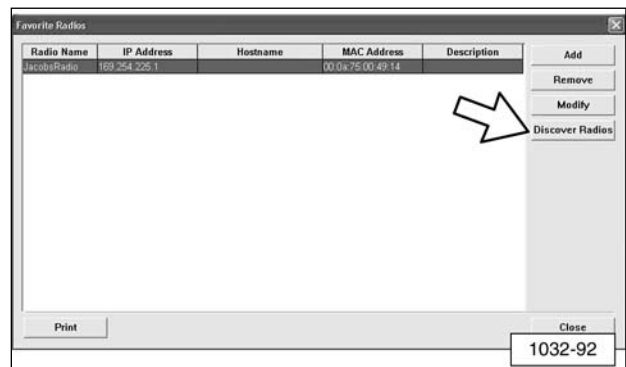 Favorite Radios
Radio Name IP Address Hostname MAC Address Description
JacobsRadio 169.254.225.1 00:0a:75:00:49:14
Add
Remove
Modify
Discover Radios
Print
Close
1032-92